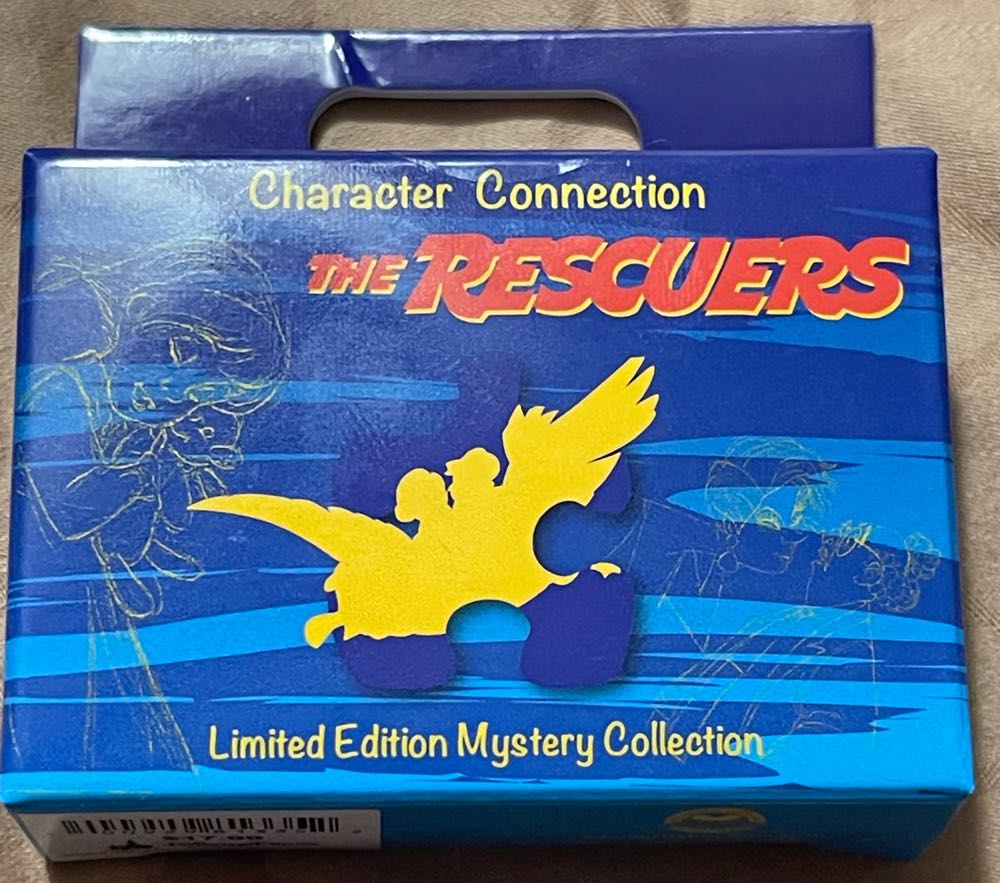 Character Connection
THE RESCUERS
Limited Edition Mystery Collection